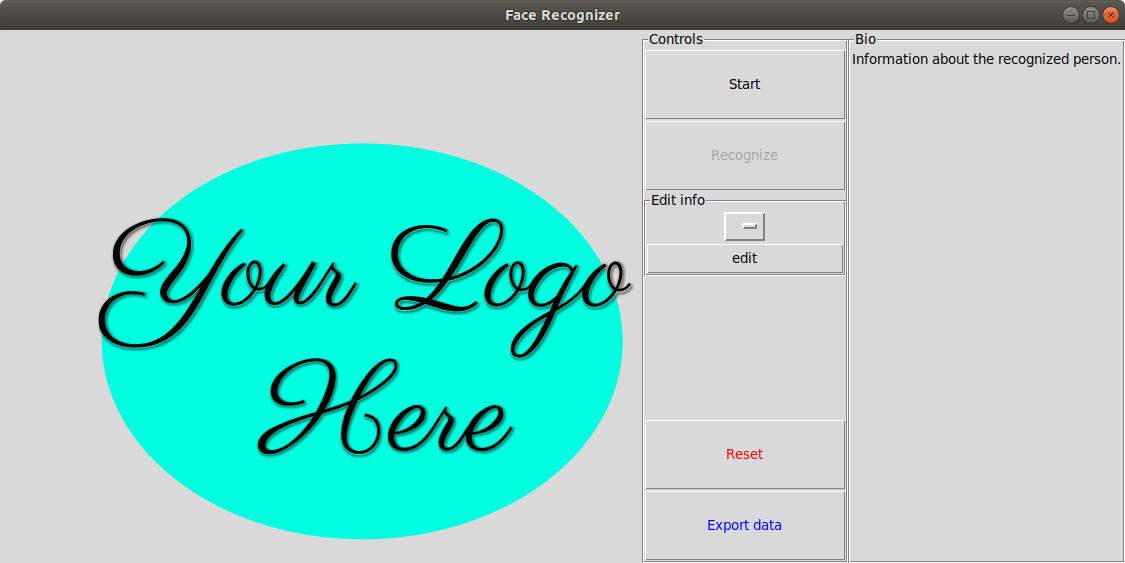 Face Recognizer
Your Logo
Here
Controls
Start
Recognize
Edit info
edit
Reset
Export data
Bio
Information about the recognized person.